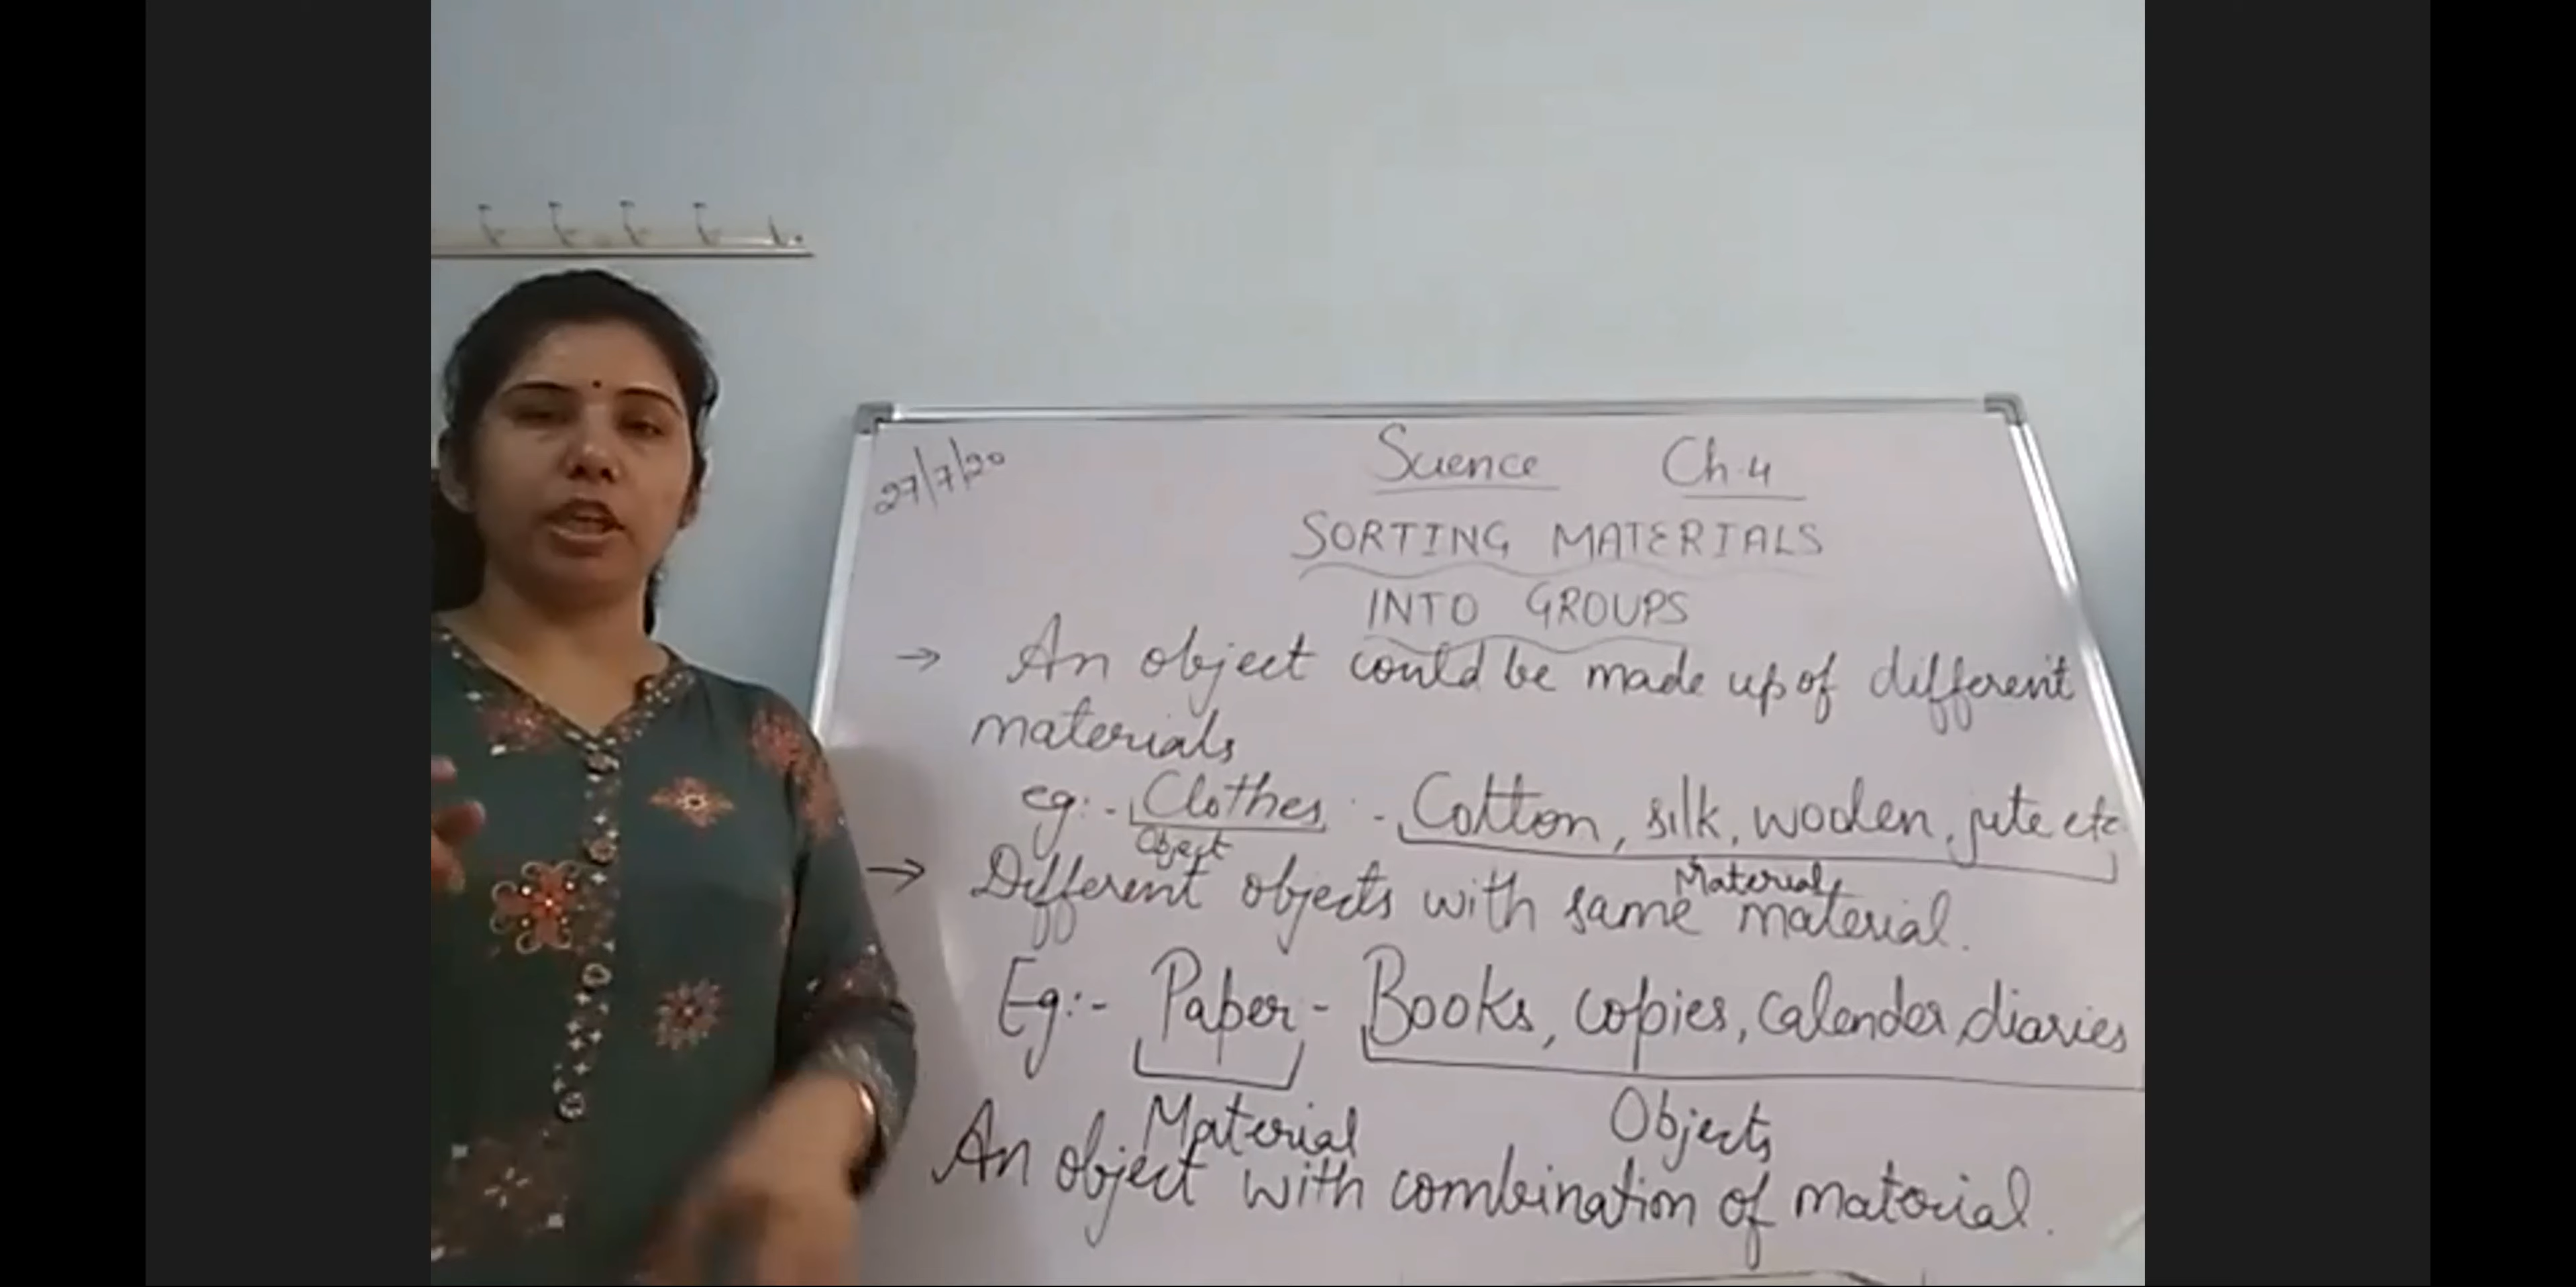 27/7/20
Science Ch.4
SORTING MATERIALS
INTO GROUPS
→ An object could be made up of different
materials
eg:- Clothes - Cotton, silk, woolen, jute etc
Object
Material
→ Different objects with same material.
Eg:- Paper - Books, copies, calender, diaries
Material Objects
An object with combination of material.